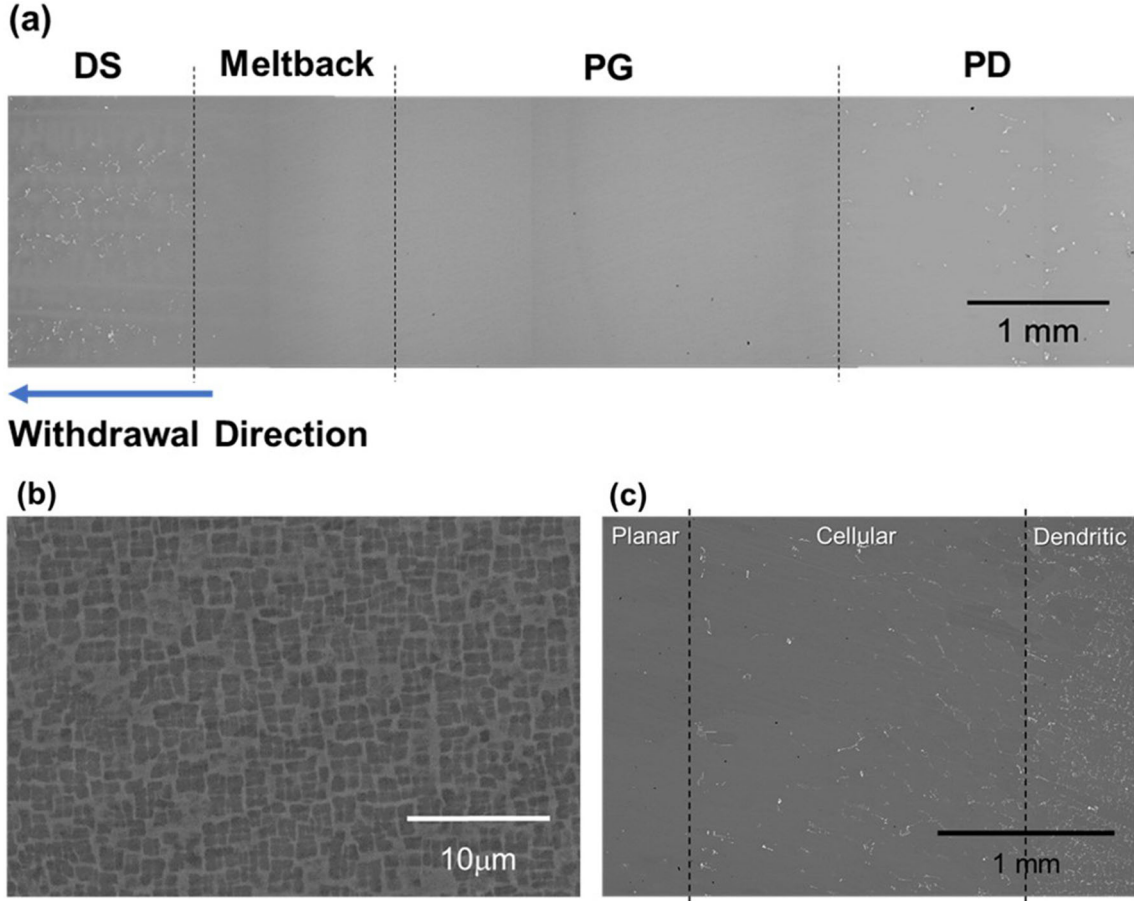 (a)
DS Meltback PG PD
1 mm
Withdrawal Direction
(b)
(c)
Planar Cellular Dendritic
10μm
1 mm